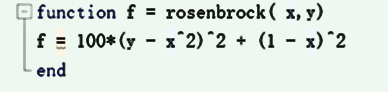 function f = rosenbrock( x,y)
f = 100*(y - x^2)^2 + (1 - x)^2
end